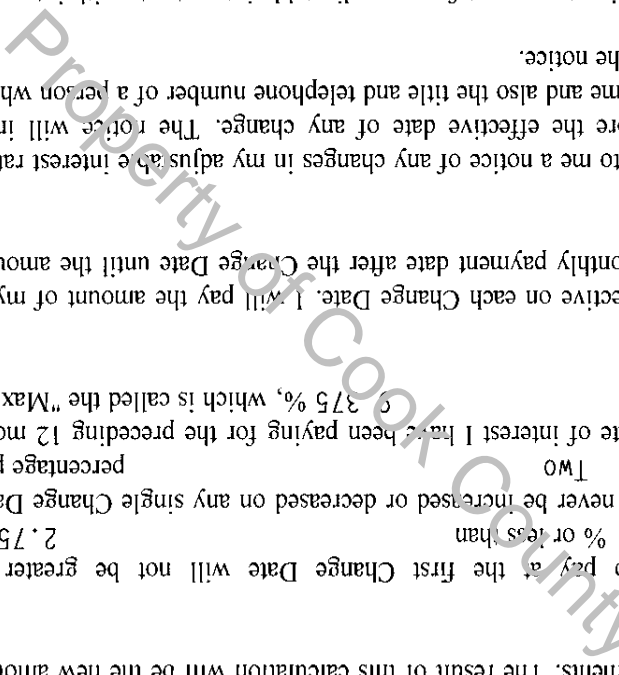 ments. The result of this calculation will be the new amou
pay at the first Change Date will not be greater
% or less than 2.75
never be increased or decreased on any single Change Da
Two percentage p
te of interest I have been paying for the preceding 12 mo
9.375 %, which is called the "Max
ective on each Change Date. I will pay the amount of my
onthly payment date after the Change Date until the amou
to me a notice of any changes in my adjustable interest rat
ore the effective date of any change. The notice will in
me and also the title and telephone number of a person wh
he notice.
Property of Cook County